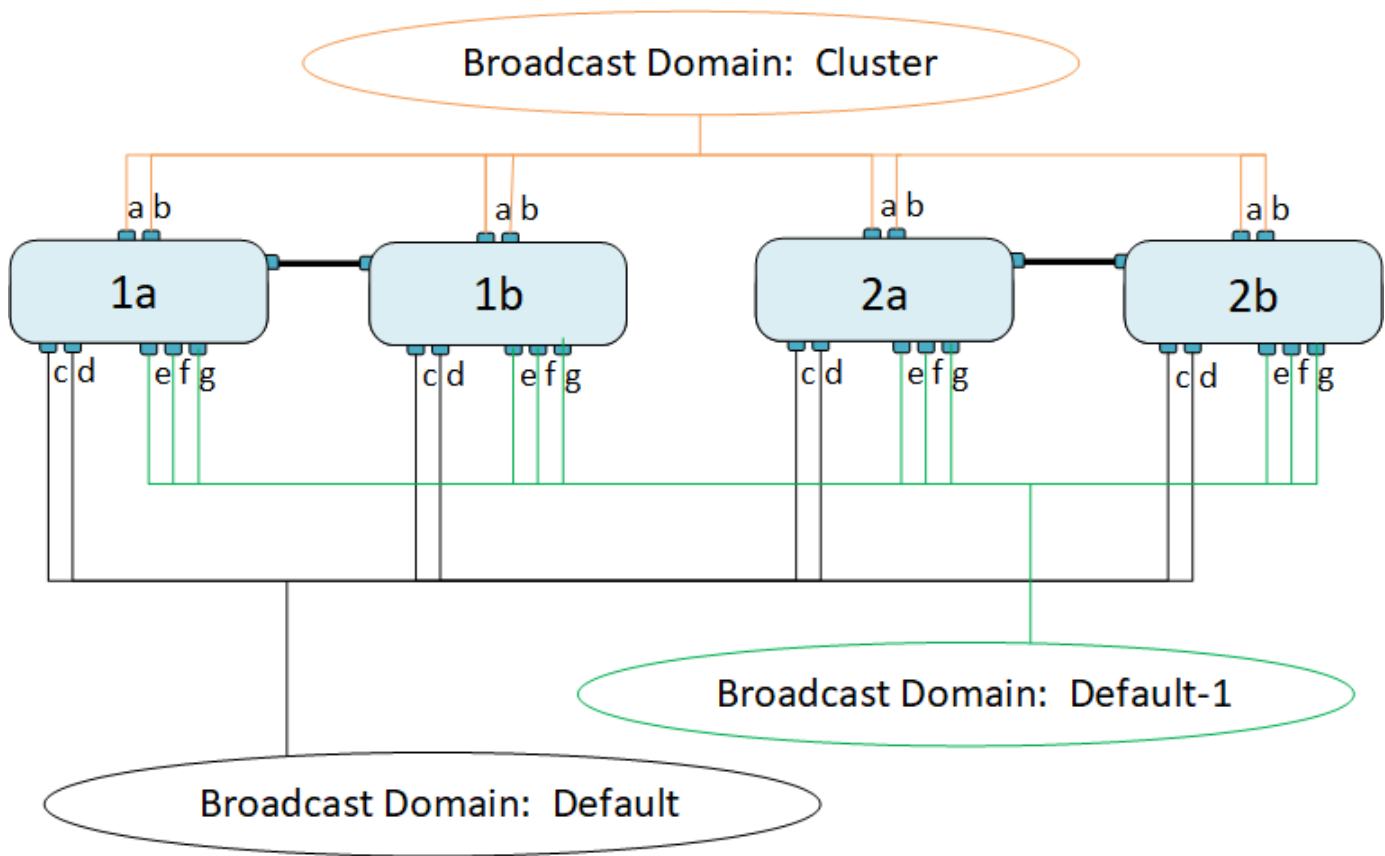 Broadcast Domain: Cluster
a b
a b
a b
a b
1a
1b
2a
2b
c d
e f g
c d
e f g
c d
e f g
c d
e f g
Broadcast Domain: Default-1
Broadcast Domain: Default